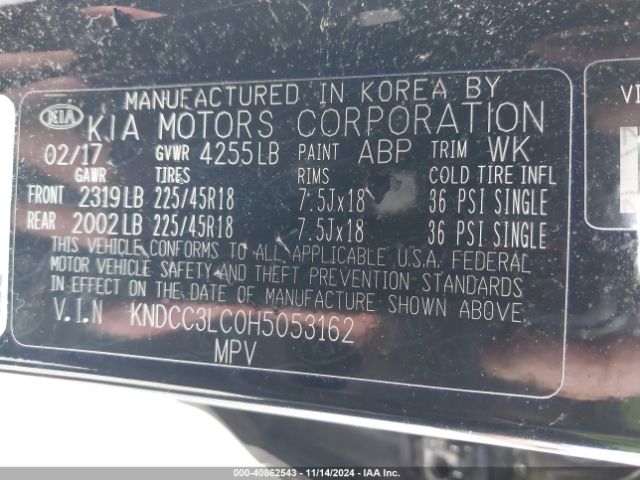 MANUFACTURED IN KOREA BY
KIA KIA MOTORS CORPORATION
02/17 GVWR 4255LB PAINT ABP TRIM WK
GAWR TIRES RIMS COLD TIRE INFL
FRONT 2319LB 225/45R18 7.5Jx18 36 PSI SINGLE
REAR 2002LB 225/45R18 7.5Jx18 36 PSI SINGLE
THIS VEHICLE CONFORMS TO ALL APPLICABLE U.S.A. FEDERAL
MOTOR VEHICLE SAFETY AND THEFT PREVENTION STANDARDS
IN EFFECT ON THE DATE OF MANUFACTURE SHOWN ABOVE.
V.I.N KNDCC3LC0H5053162
MPV
VI
000-40862543 - 11/14/2024 - IAA Inc.